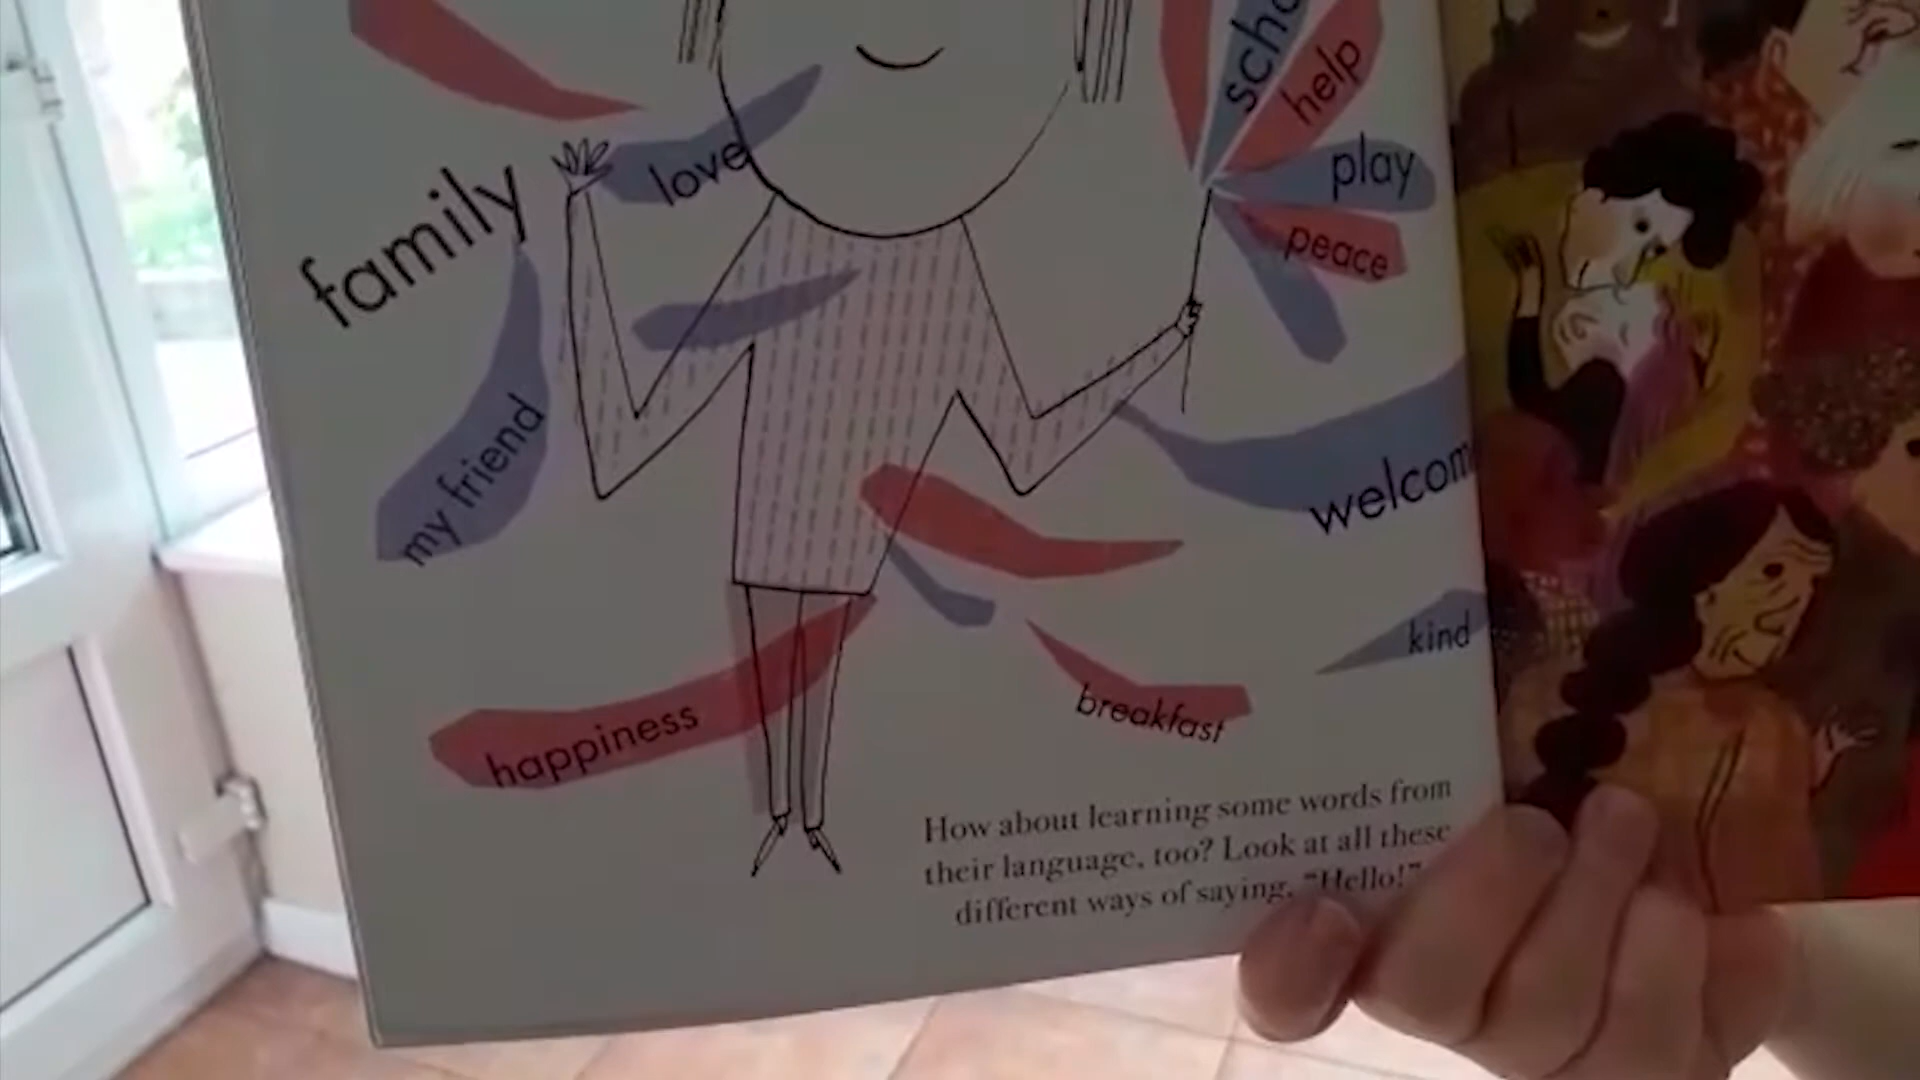 help
play
love
peace
family
my friend
kind
happiness
breakfast
How about learning some words from
their language, too? Look at all these
different ways of saying, "Hello!"